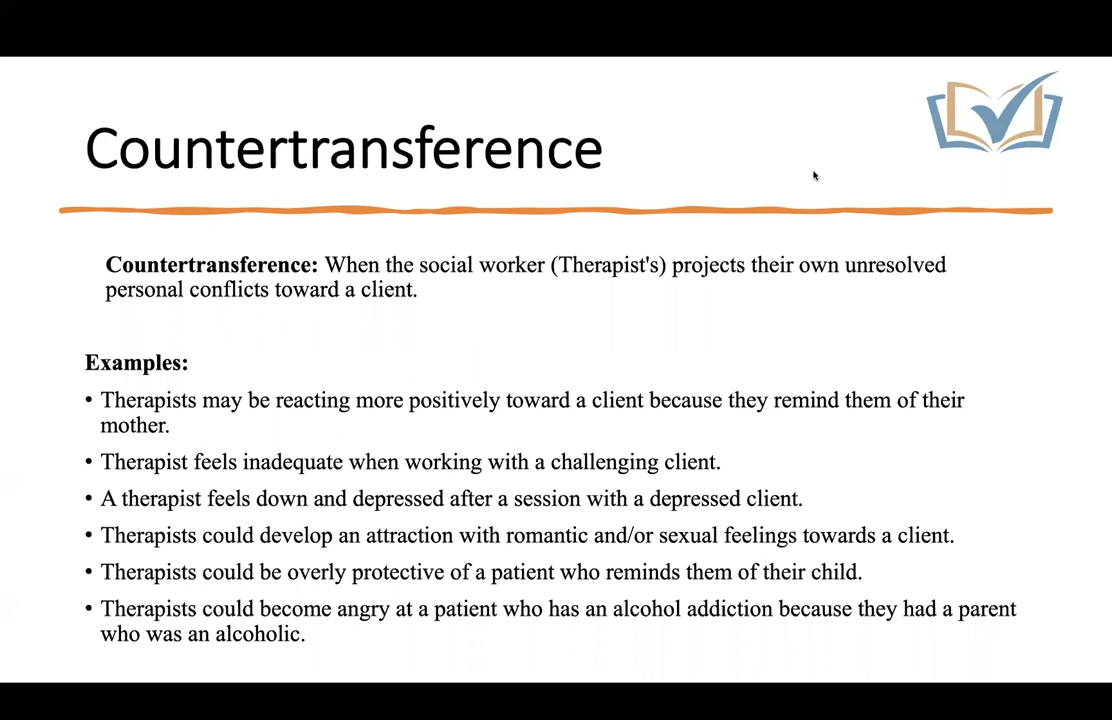 Countertransference
Countertransference: When the social worker (Therapist's) projects their own unresolved
personal conflicts toward a client.
Examples:
• Therapists may be reacting more positively toward a client because they remind them of their
mother.
• Therapist feels inadequate when working with a challenging client.
• A therapist feels down and depressed after a session with a depressed client.
• Therapists could develop an attraction with romantic and/or sexual feelings towards a client.
• Therapists could be overly protective of a patient who reminds them of their child.
• Therapists could become angry at a patient who has an alcohol addiction because they had a parent
who was an alcoholic.